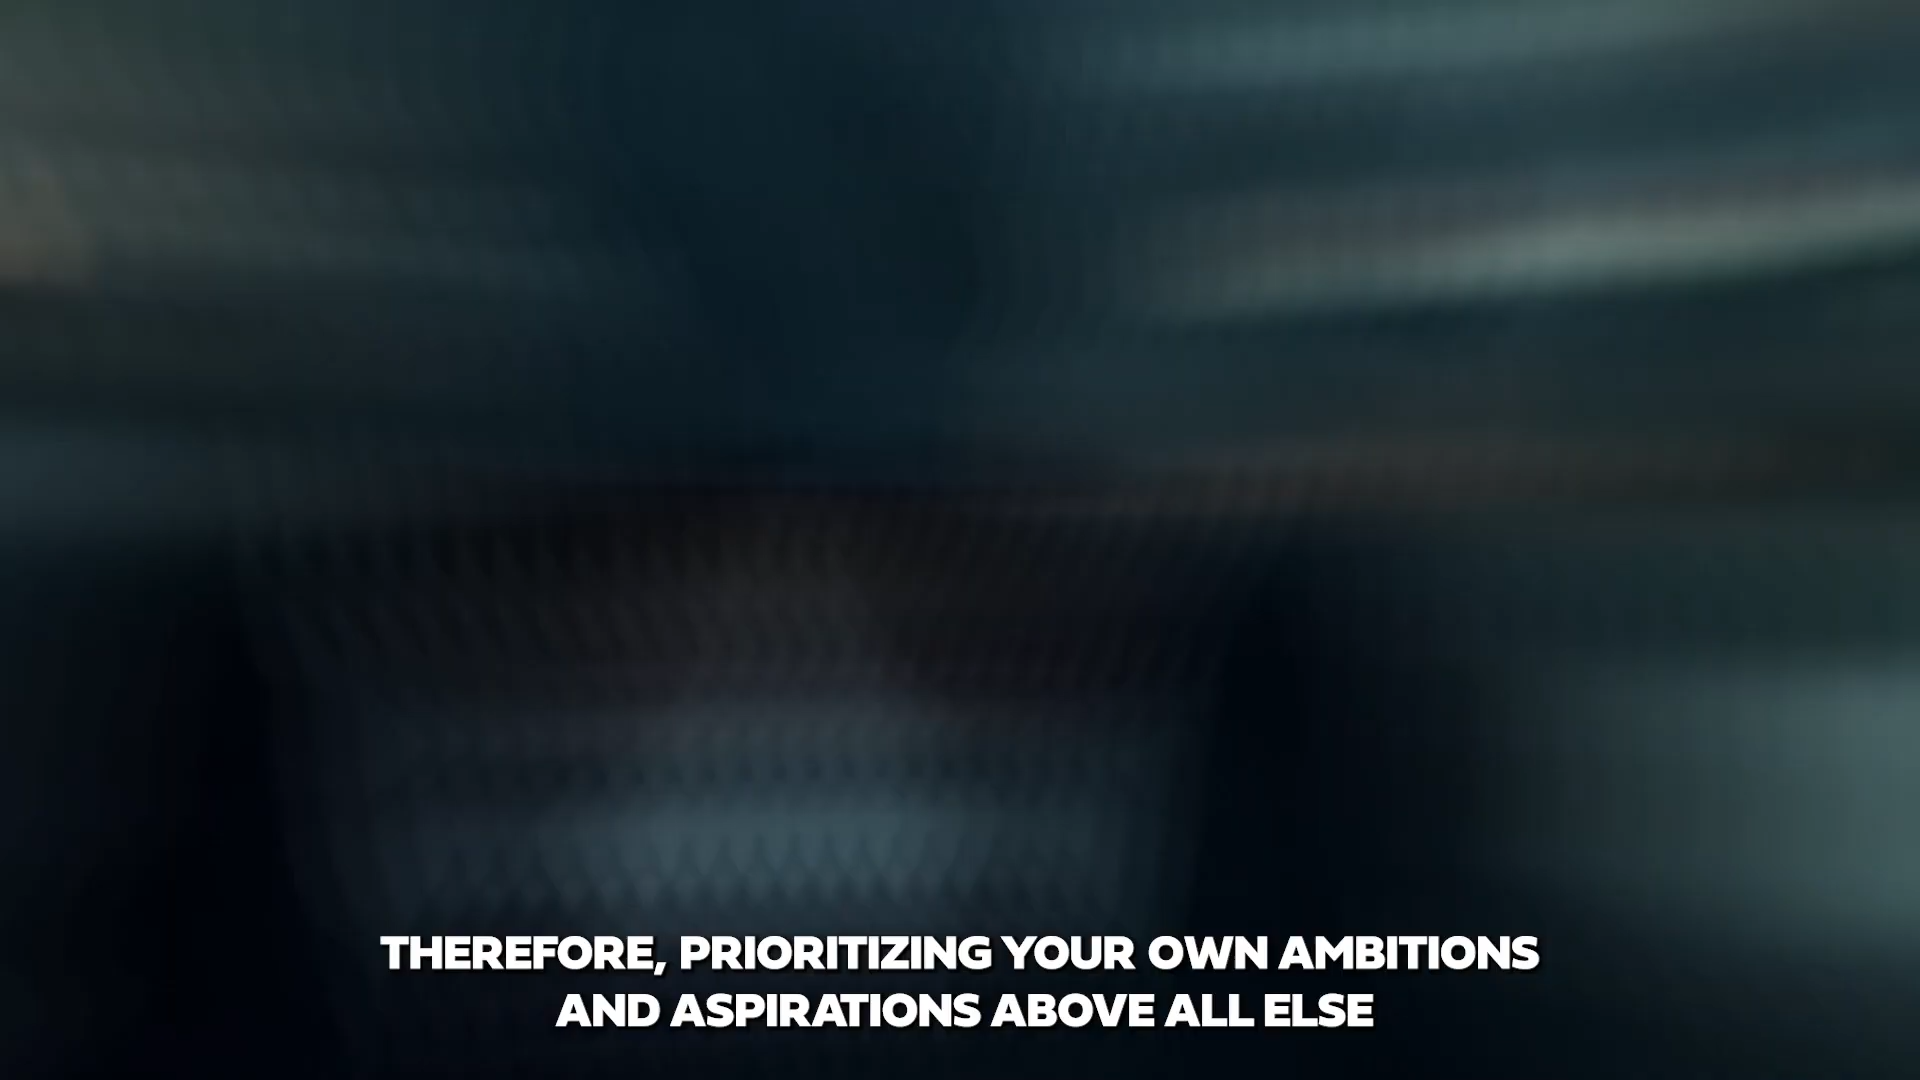 THEREFORE, PRIORITIZING YOUR OWN AMBITIONS
AND ASPIRATIONS ABOVE ALL ELSE